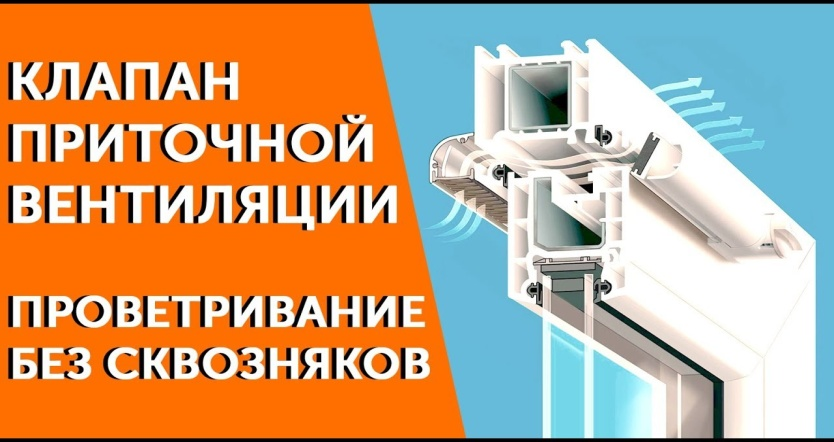 КЛАПАН
ПРИТОЧНОЙ
ВЕНТИЛЯЦИИ
ПРОВЕТРИВАНИЕ
БЕЗ СКВОЗНЯКОВ